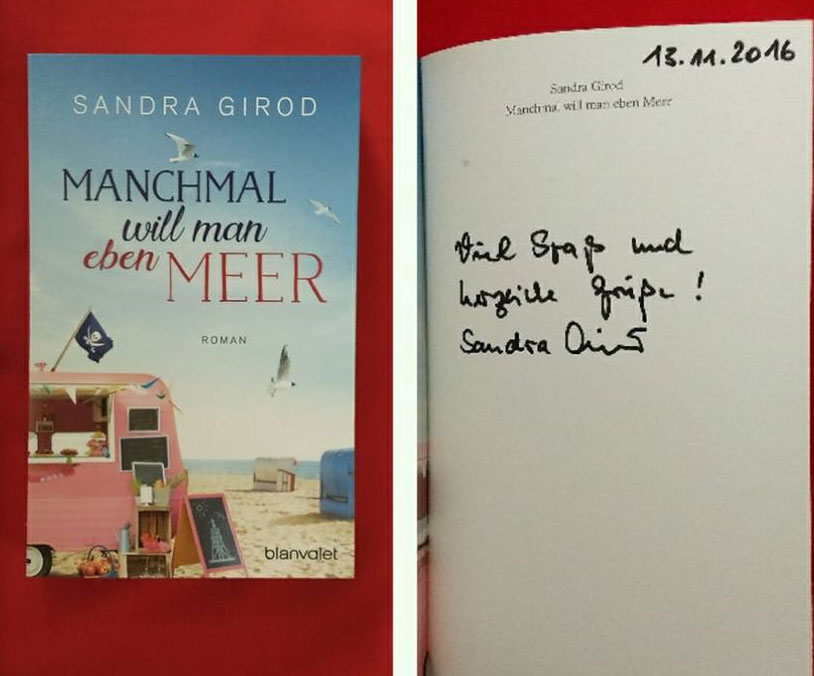 SANDRA GIROD
MANCHMAL
will man
eben MEER
ROMAN
blanvalet
13.11.2016
Sandra Girod
Manchmal will man eben Meer
Viel Spaß und
herzliche Grüße!
Sandra Girod